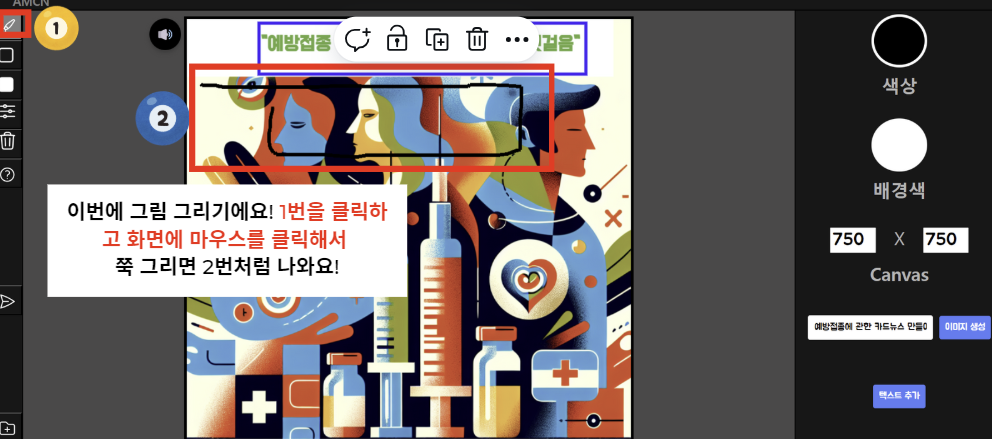 AMCN
1
"예방접종
걸음"
2
이번에 그림 그리기에요! 1번을 클릭하
고 화면에 마우스를 클릭해서
쭉 그리면 2번처럼 나와요!
색상
배경색
750 X 750
Canvas
예방접종에 관한 카드뉴스 만들
이미지 생성
텍스트 추가